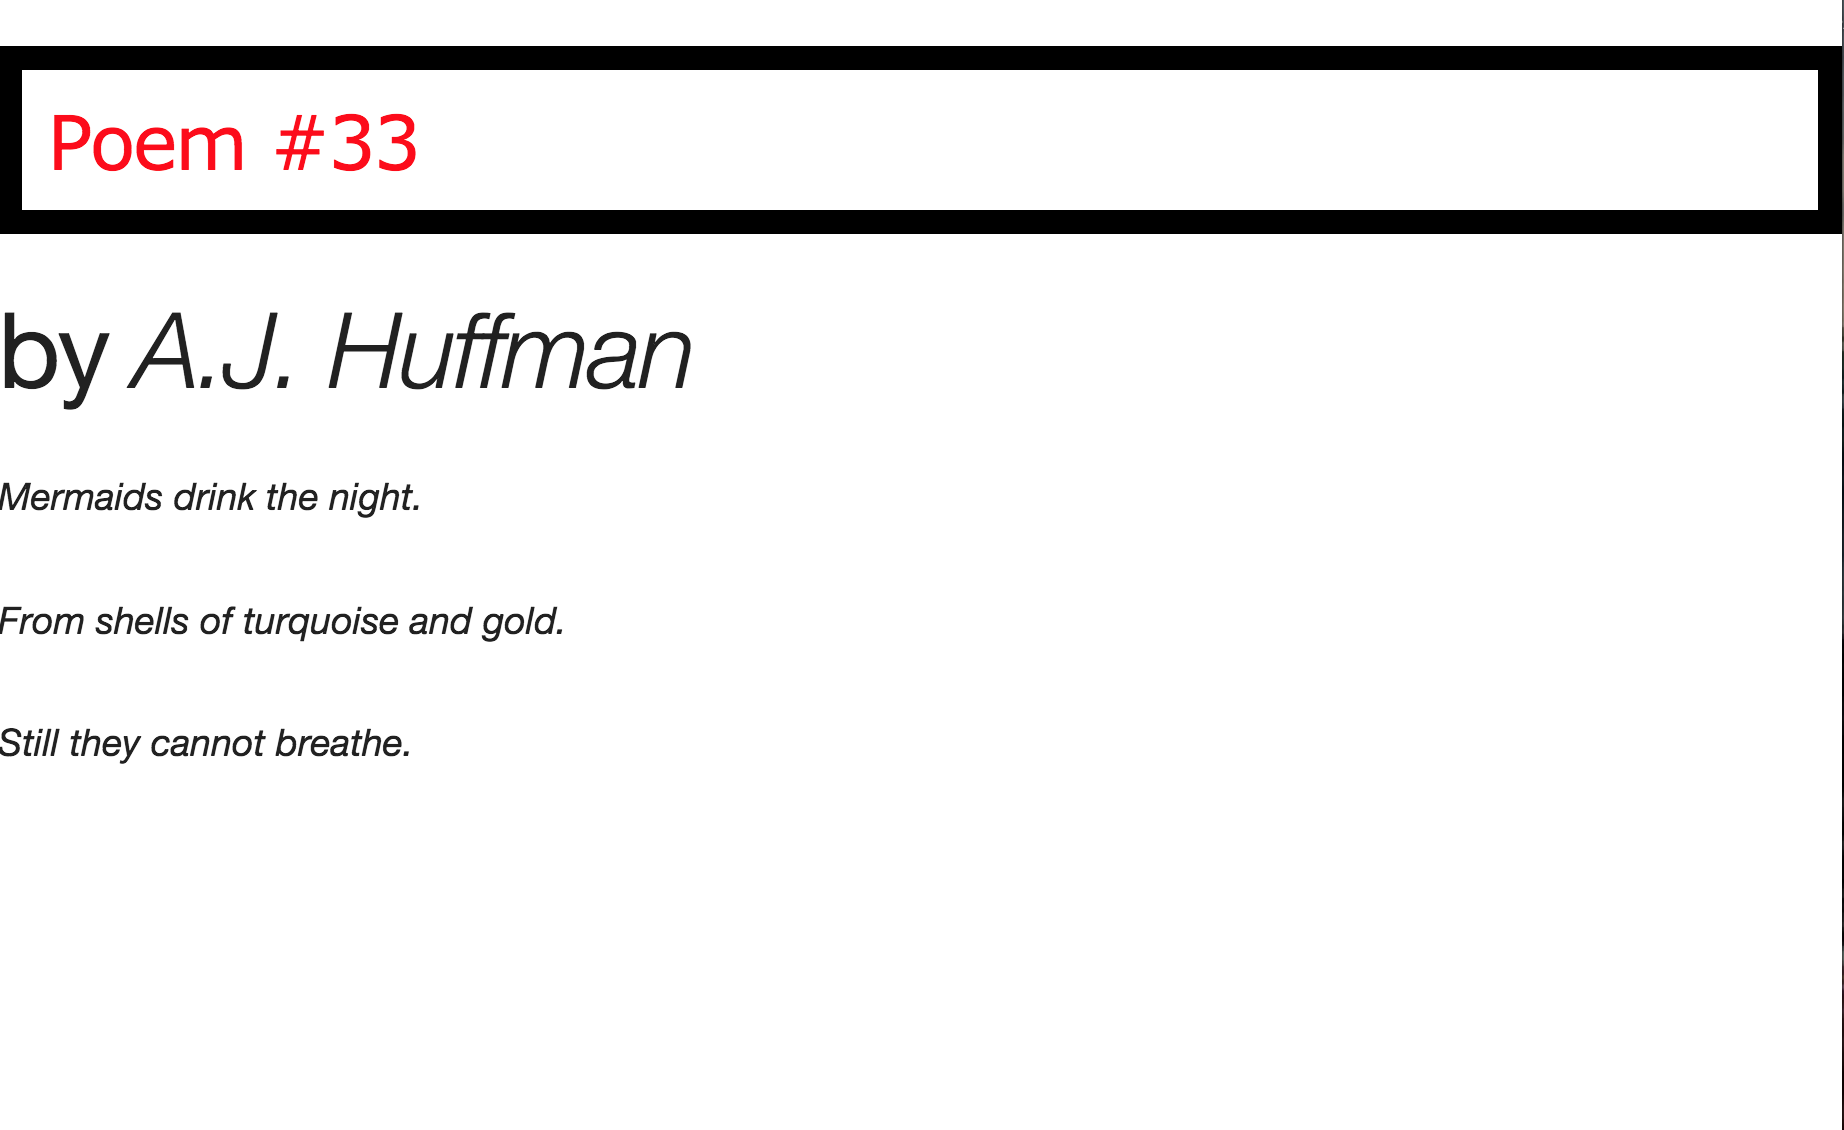 Poem #33
by A.J. Huffman
Mermaids drink the night.
From shells of turquoise and gold.
Still they cannot breathe.